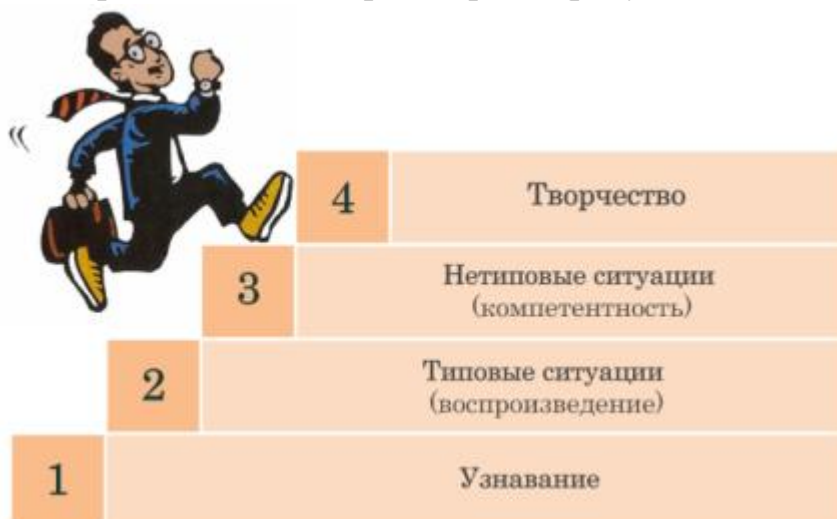 «
4 Творчество
3 Нетиповые ситуации
(компетентность)
2 Типовые ситуации
(воспроизведение)
1 Узнавание